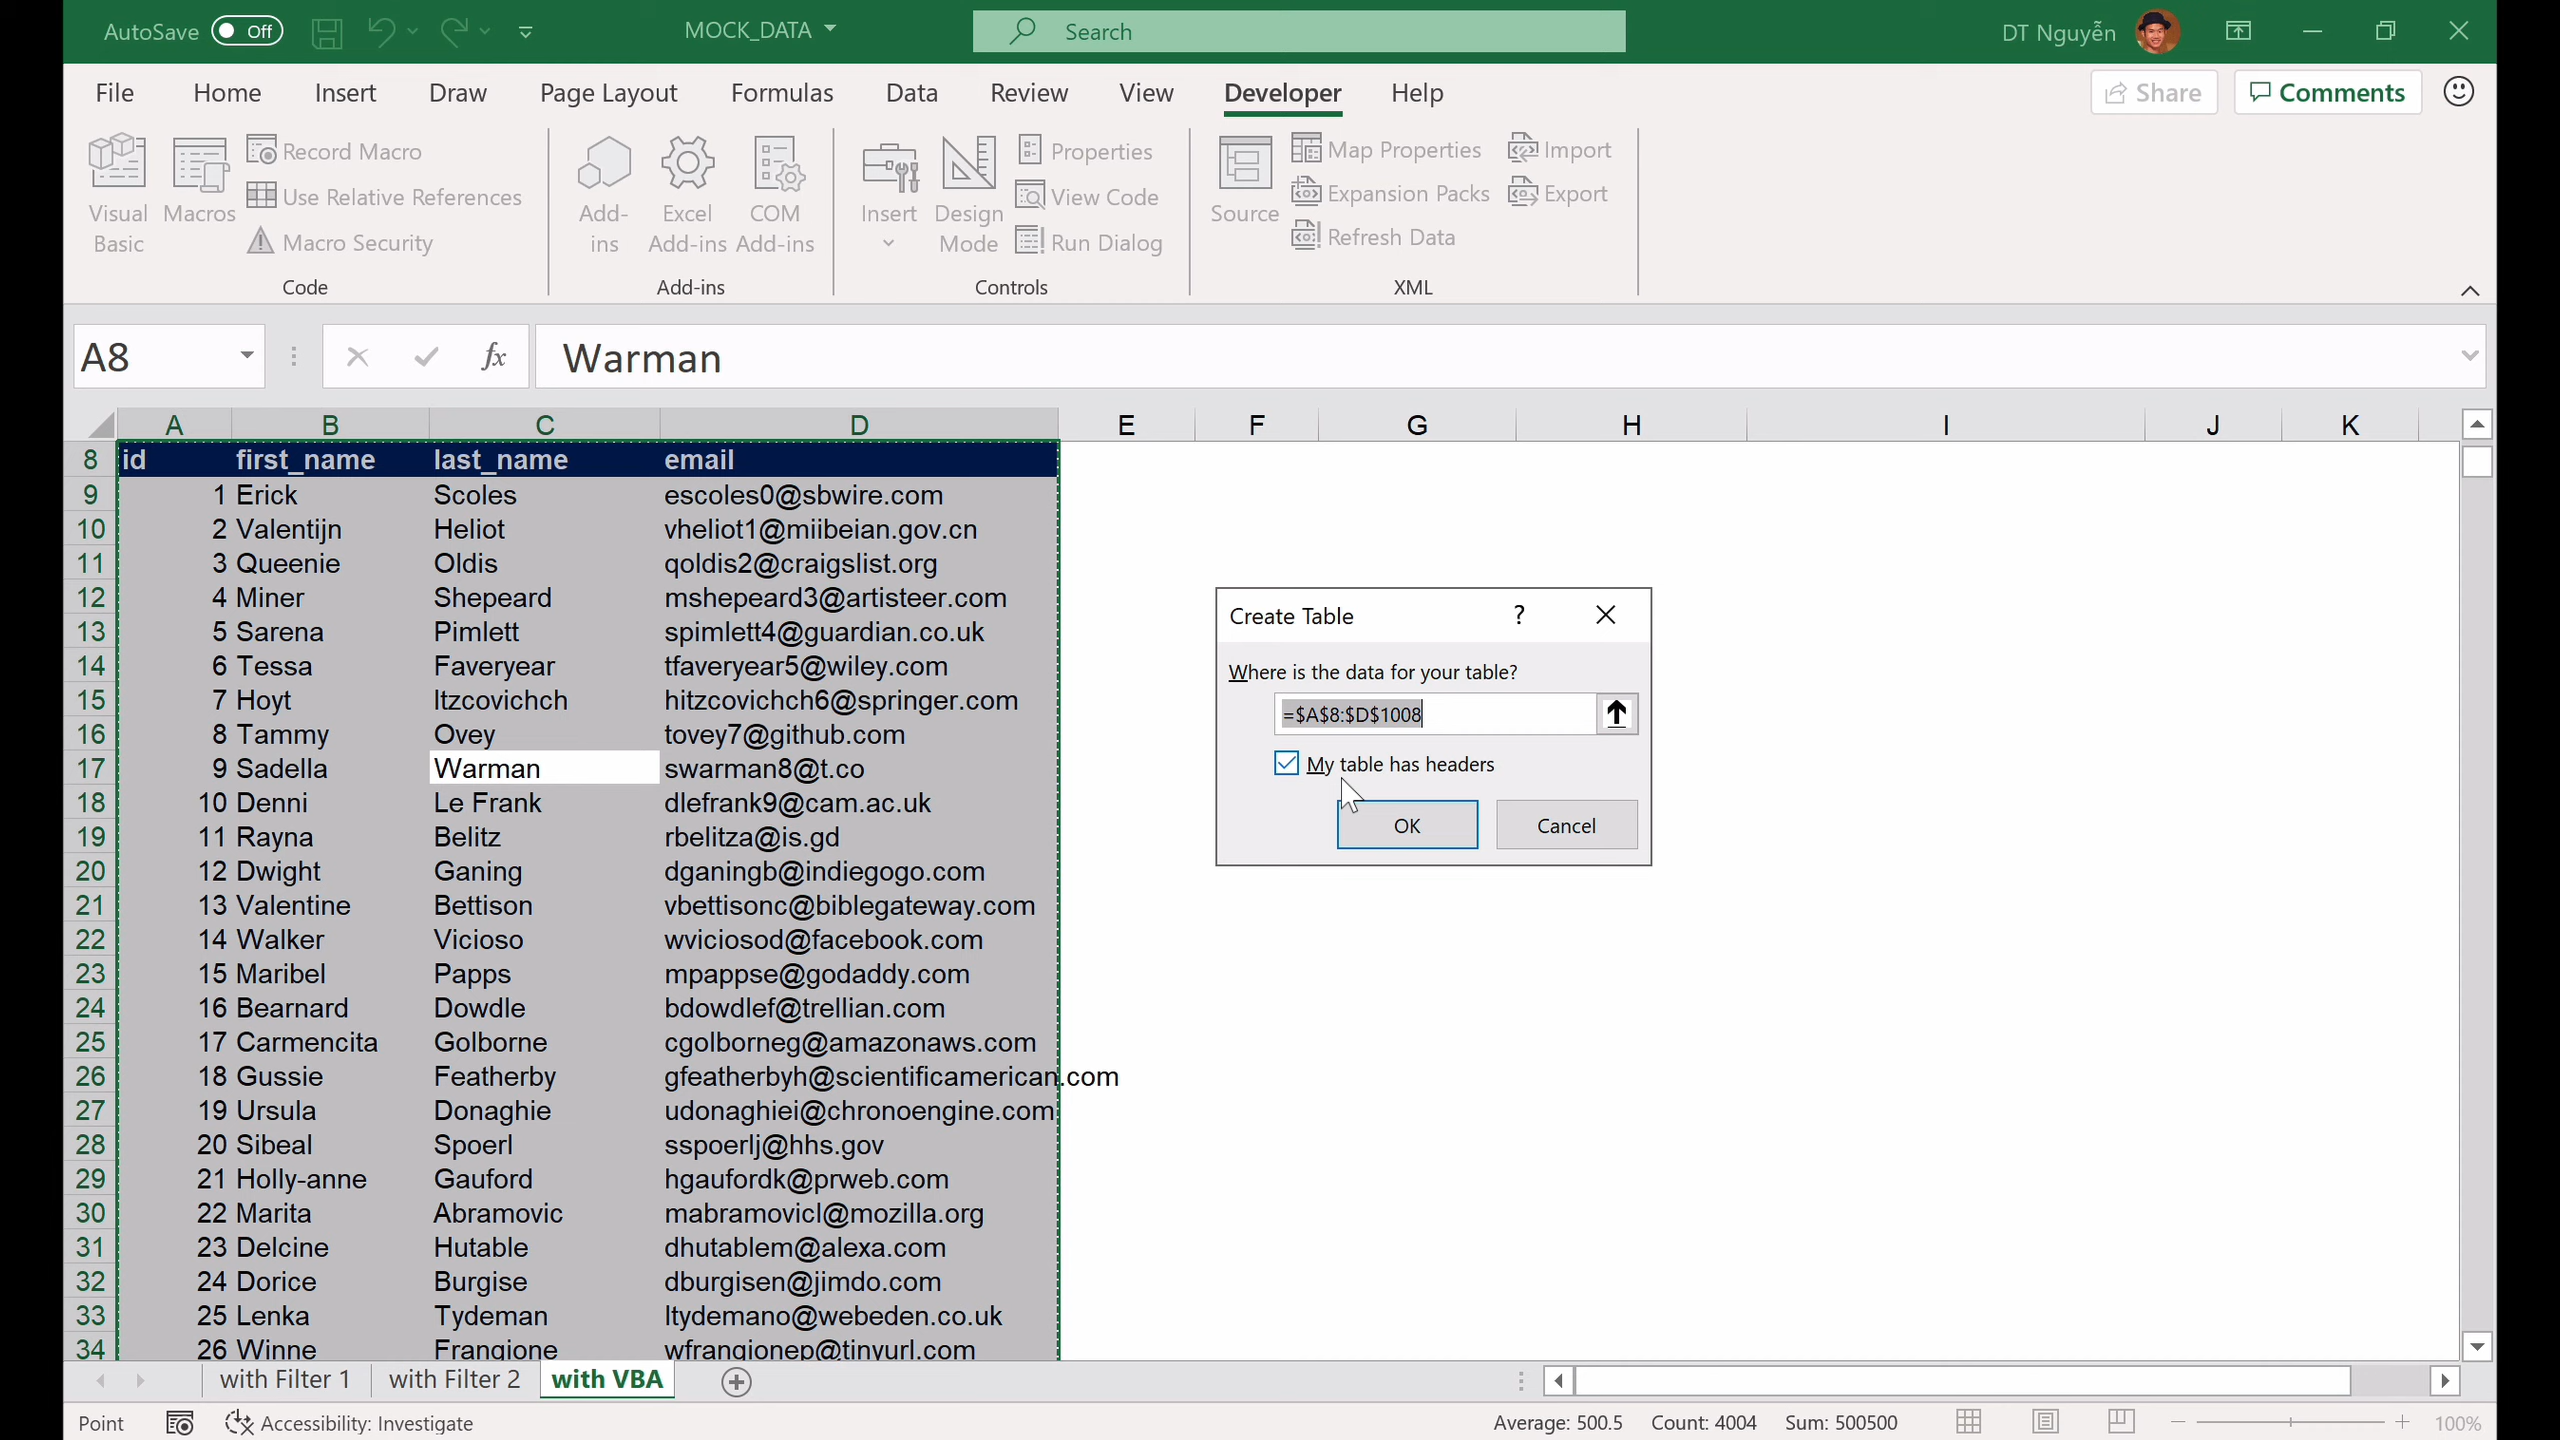 AutoSave Off MOCK_DATA Search DT Nguyễn
File Home Insert Draw Page Layout Formulas Data Review View Developer Help Share Comments
Visual Basic
Macros
Record Macro
Use Relative References
Macro Security
Code
Add-ins
Excel Add-ins
COM Add-ins
Add-ins
Insert
Design Mode
Properties
View Code
Run Dialog
Controls
Source
Map Properties
Expansion Packs
Refresh Data
Import
Export
XML
A8 fx Warman
A B C D E F G H I J K
8 id first_name last_name email
9 1 Erick Scoles escoles0@sbwire.com
10 2 Valentijn Heliot vheliot1@miibeian.gov.cn
11 3 Queenie Oldis qoldis2@craigslist.org
12 4 Miner Shepeard mshepeard3@artisteer.com
13 5 Sarena Pimlett spimlett4@guardian.co.uk
14 6 Tessa Faveryear tfaveryear5@wiley.com
15 7 Hoyt Itzcovichch hitzcovichch6@springer.com
16 8 Tammy Ovey tovey7@github.com
17 9 Sadella Warman swarman8@t.co
18 10 Denni Le Frank dlefrank9@cam.ac.uk
19 11 Rayna Belitz rbelitza@is.gd
20 12 Dwight Ganing dganingb@indiegogo.com
21 13 Valentine Bettison vbettisonc@biblegateway.com
22 14 Walker Vicioso wviciosod@facebook.com
23 15 Maribel Papps mpappse@godaddy.com
24 16 Bearnard Dowdle bdowdlef@trellian.com
25 17 Carmencita Golborne cgolborneg@amazonaws.com
26 18 Gussie Featherby gfeatherbyh@scientificamerican.com
27 19 Ursula Donaghie udonaghiei@chronoengine.com
28 20 Sibeal Spoerl sspoerlj@hhs.gov
29 21 Holly-anne Gauford hgaufordk@prweb.com
30 22 Marita Abramovic mabramovicl@mozilla.org
31 23 Delcine Hutable dhutablem@alexa.com
32 24 Dorice Burgise dburgisen@jimdo.com
33 25 Lenka Tydeman ltydemano@webeden.co.uk
34 26 Winne Frangione wfrangionep@tinyurl.com
Create Table ?
Where is the data for your table?
=$A$8:$D$1008
My table has headers
OK Cancel
with Filter 1 with Filter 2 with VBA
Point Accessibility: Investigate Average: 500.5 Count: 4004 Sum: 500500 100%